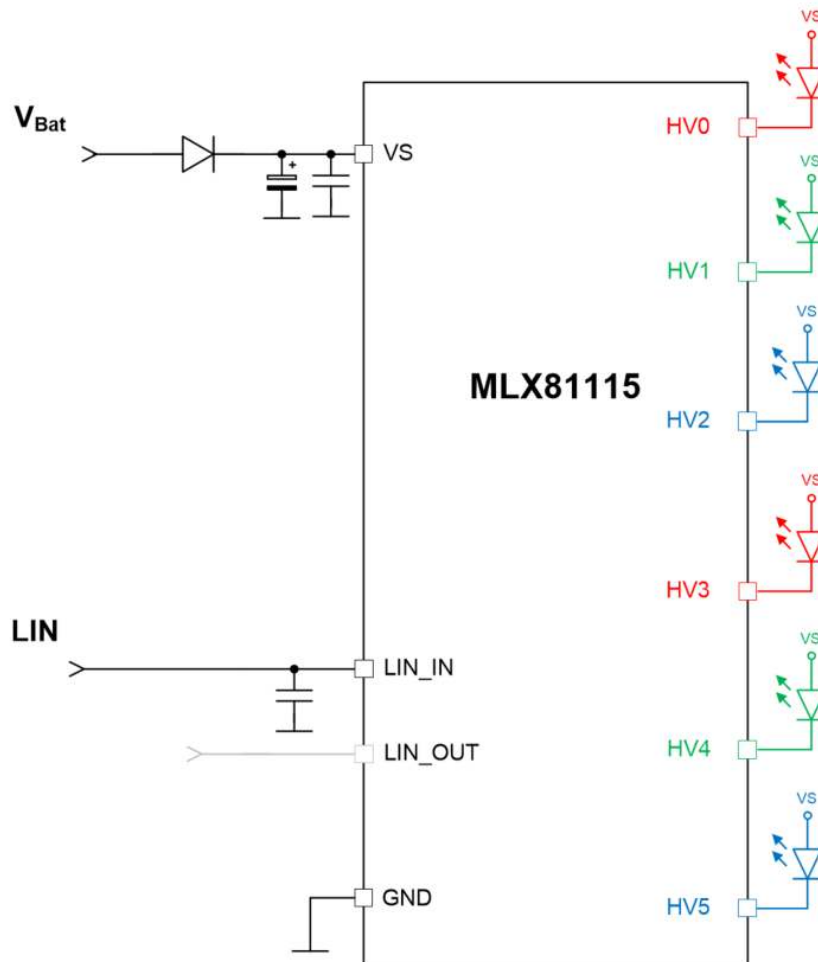 VS
HV0
V_Bat
VS
+
VS
HV1
VS
HV2
MLX81115
VS
HV3
LIN
LIN_IN
VS
LIN_OUT
HV4
VS
GND
HV5